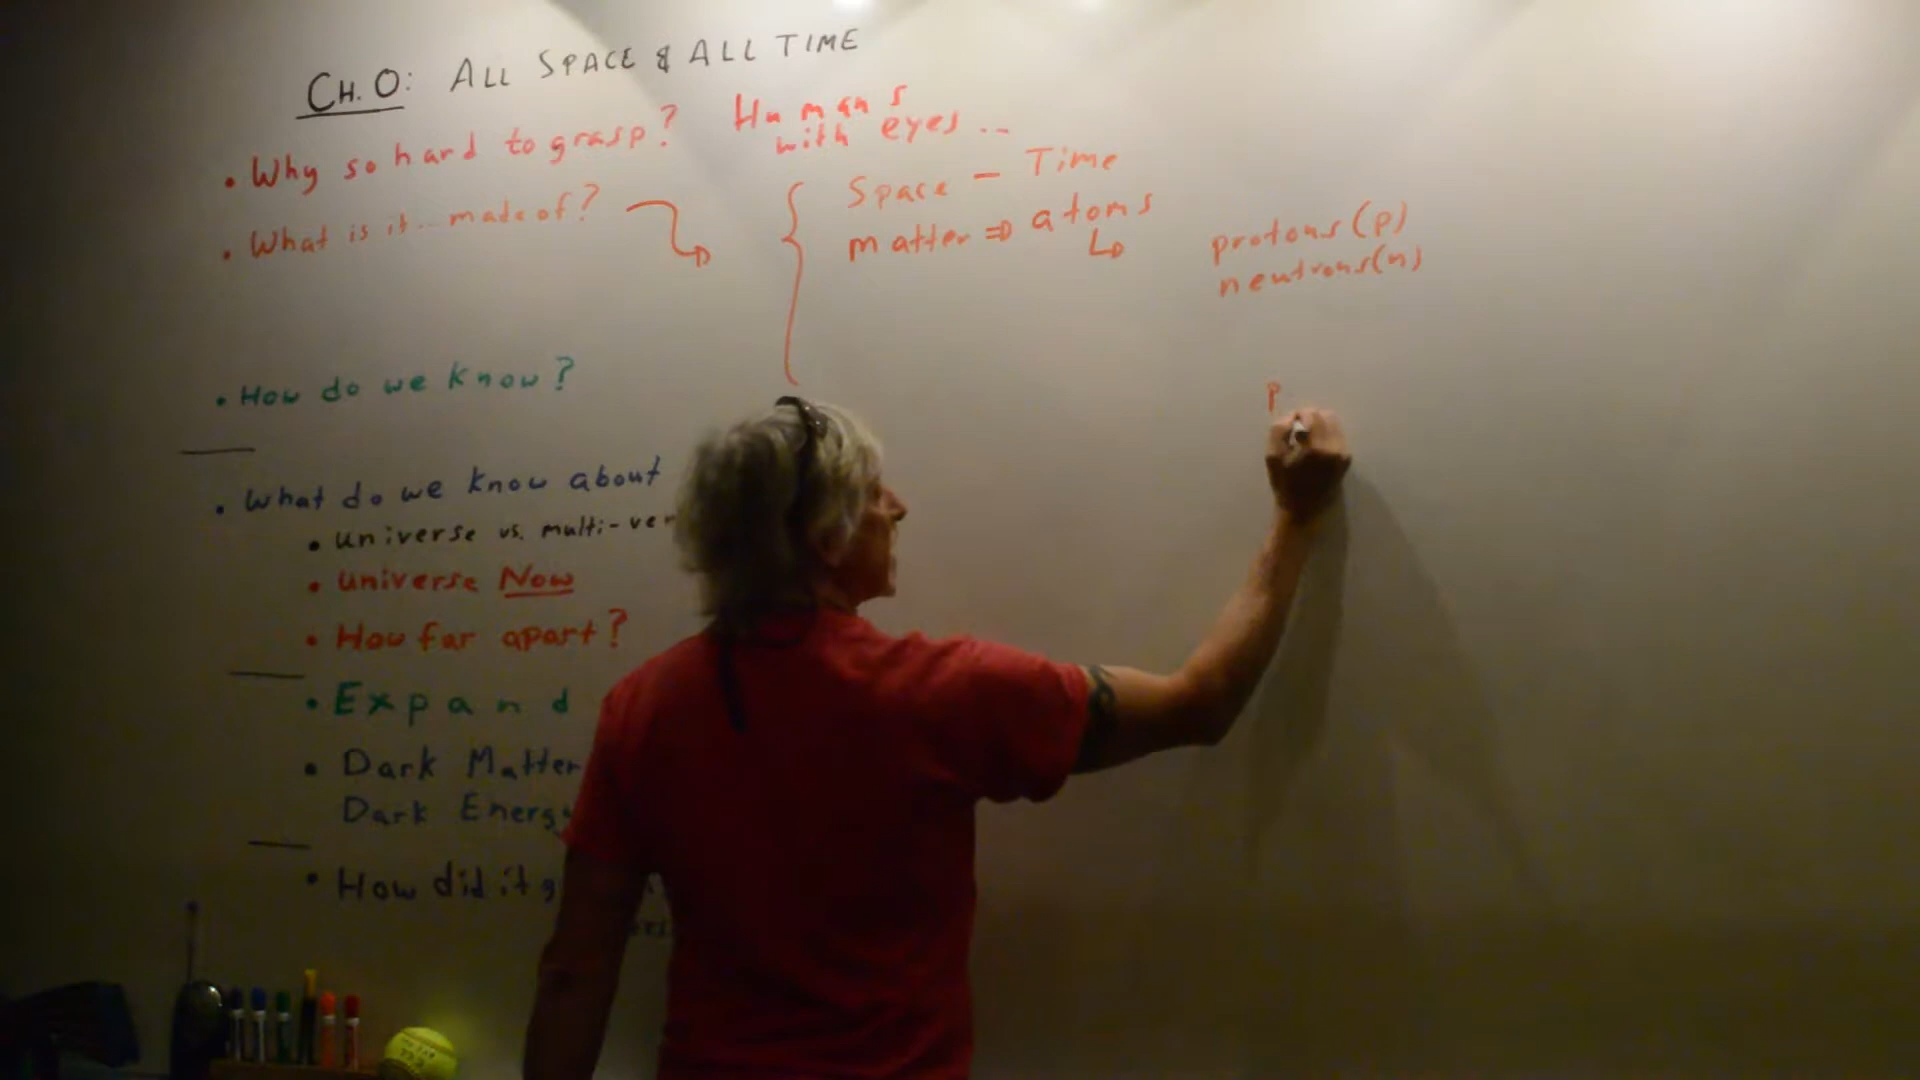 CH. O: ALL SPACE & ALL TIME
• Why so hard to grasp? Humans
with eyes ...
• What is it... made of? { Space - Time
matter ⇒ atoms
protons (p)
neutrons (n)
P
• How do we know?
• What do we know about
• universe vs. multi-ver
• universe Now
• How far apart?
• Expand
• Dark Matter
Dark Energy
• How did it g